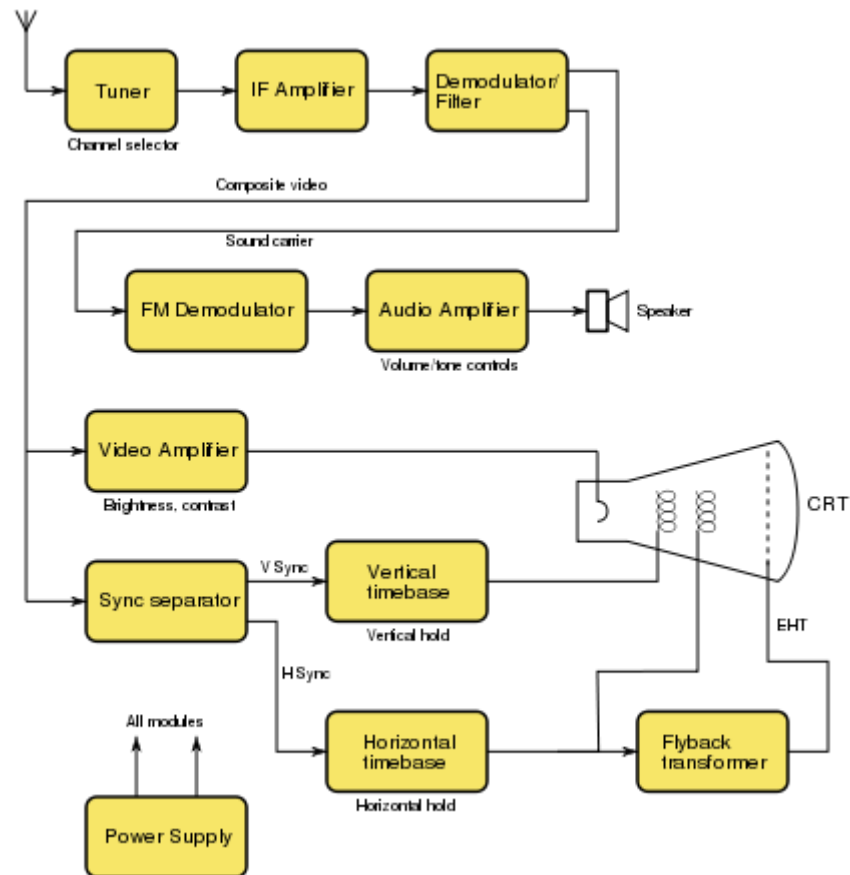 Tuner
Channel selector
IF Amplifier
Demodulator/
Filter
Composite video
Sound carrier
FM Demodulator
Audio Amplifier
Volume/tone controls
Speaker
Video Amplifier
Brightness, contrast
CRT
Sync separator
V Sync
Vertical
timebase
Vertical hold
EHT
H Sync
All modules
Horizontal
timebase
Horizontal hold
Flyback
transformer
Power Supply